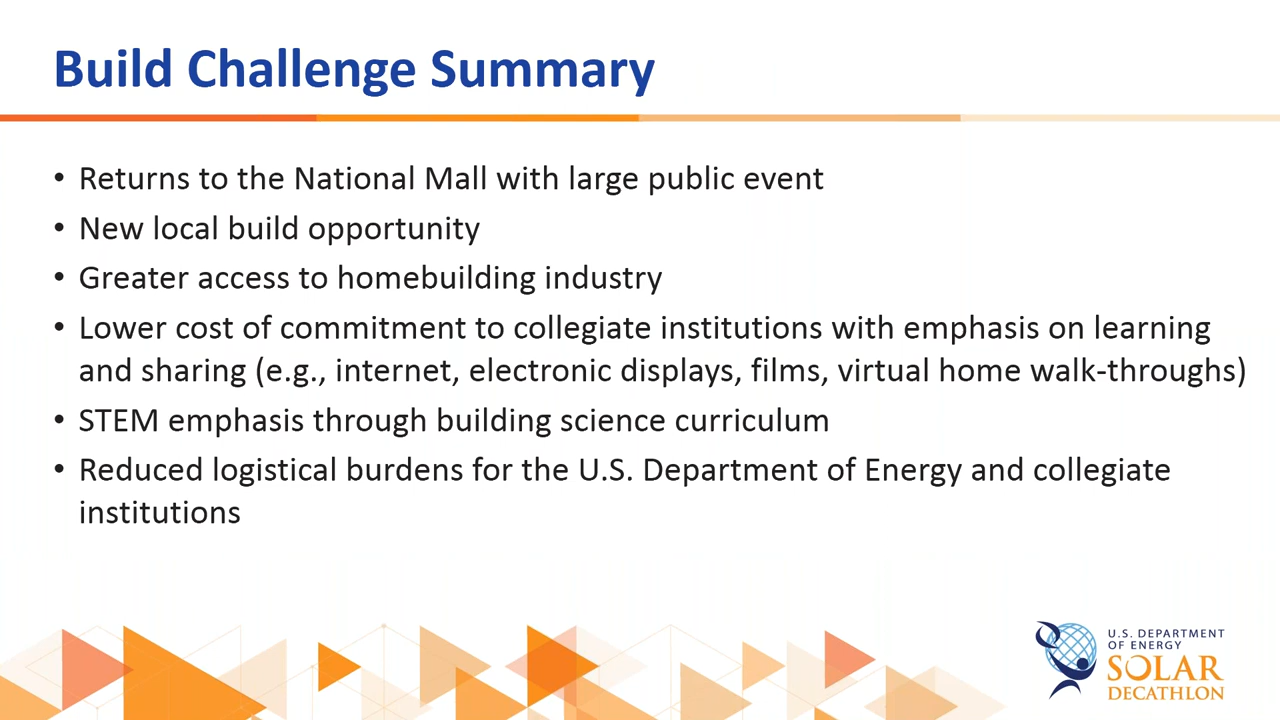 Build Challenge Summary
• Returns to the National Mall with large public event
• New local build opportunity
• Greater access to homebuilding industry
• Lower cost of commitment to collegiate institutions with emphasis on learning
and sharing (e.g., internet, electronic displays, films, virtual home walk-throughs)
• STEM emphasis through building science curriculum
• Reduced logistical burdens for the U.S. Department of Energy and collegiate
institutions
U.S. DEPARTMENT
OF ENERGY
SOLAR
DECATHLON